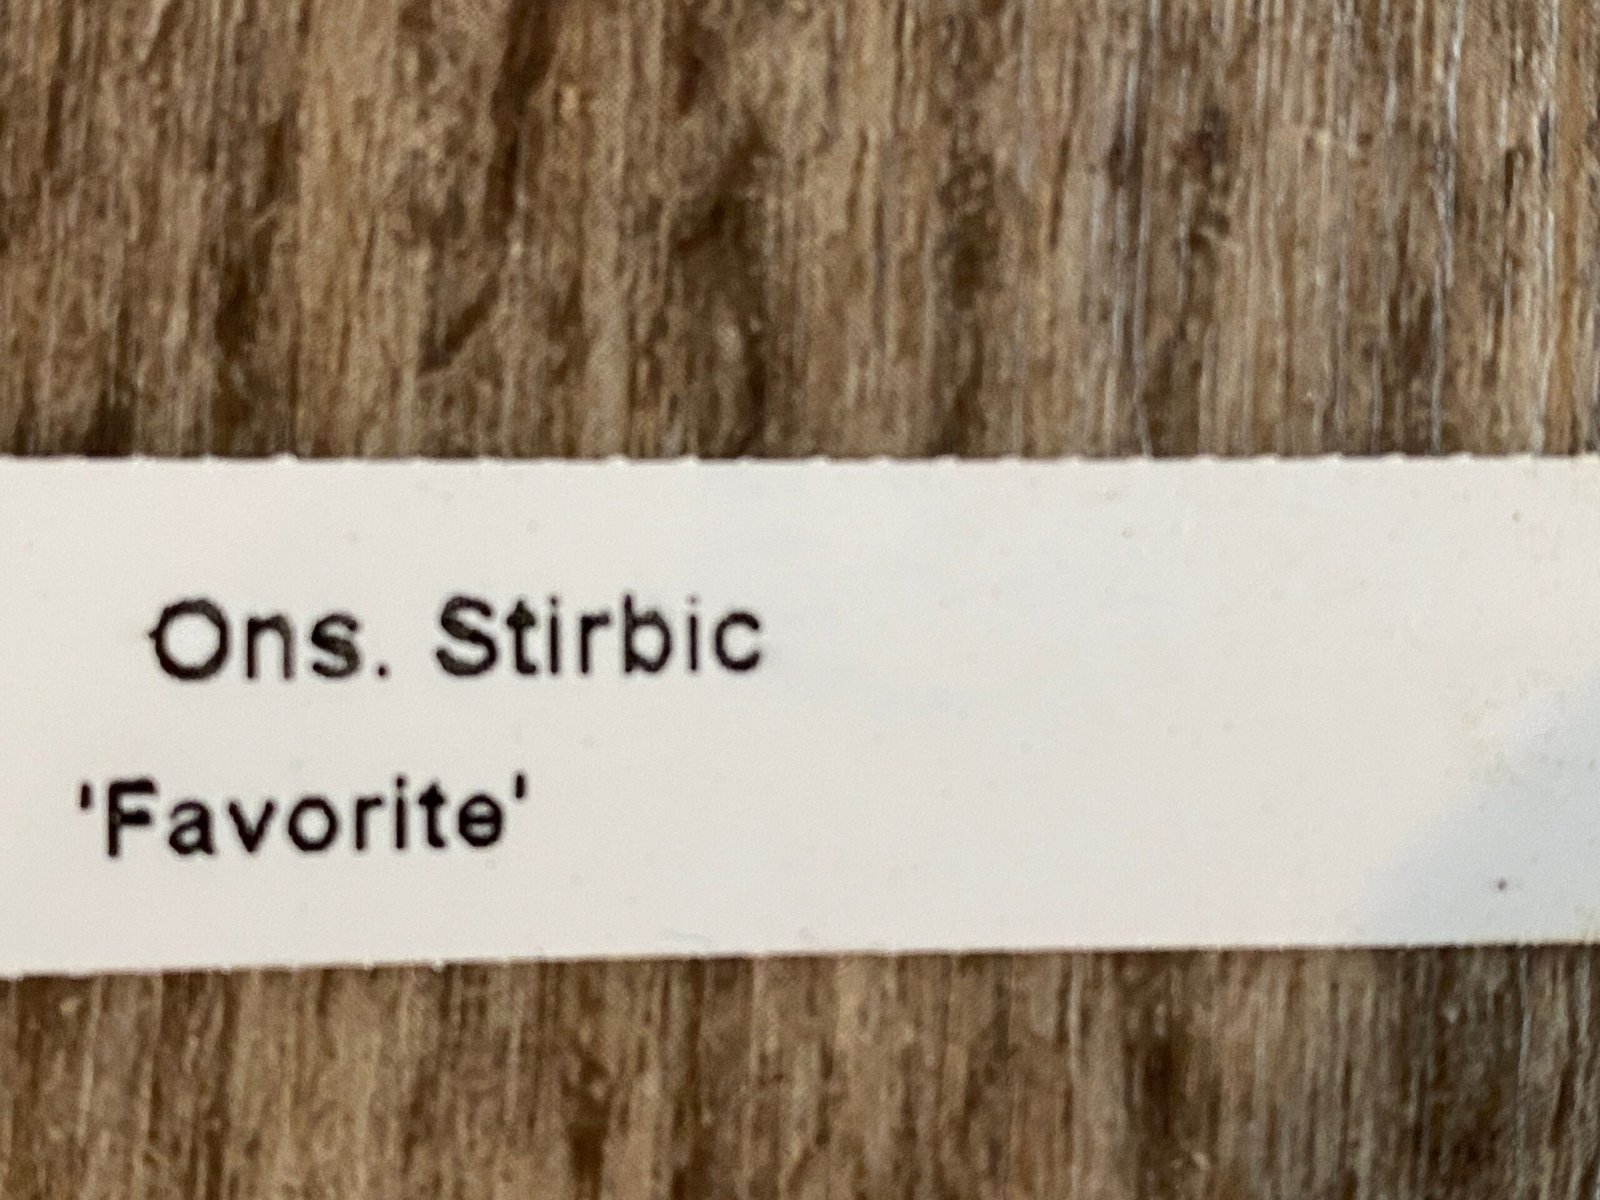 Ons. Stirbic
'Favorite'